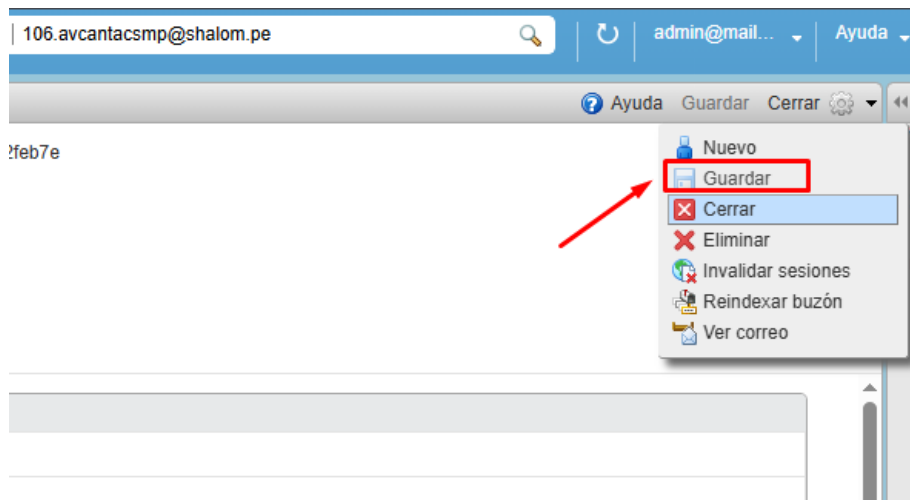 106.avcantacsmp@shalom.pe
admin@mail...
Ayuda
Ayuda Guardar Cerrar
2feb7e
Nuevo
Guardar
Cerrar
Eliminar
Invalidar sesiones
Reindexar buzón
Ver correo